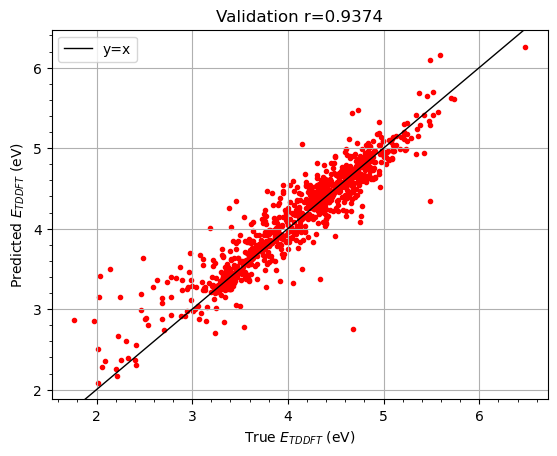 Validation r=0.9374
y=x
Predicted $E_{TDDFT}$ (eV)
6
5
4
3
2
2 3 4 5 6
True $E_{TDDFT}$ (eV)